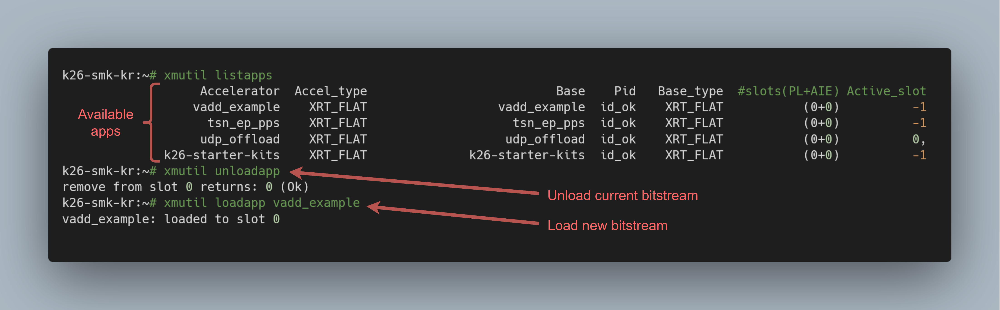 k26-smk-kr:~# xmutil listapps
Accelerator Accel_type Base Pid Base_type #slots(PL+AIE) Active_slot
vadd_example XRT_FLAT vadd_example id_ok XRT_FLAT (0+0) -1
Available
apps
tsn_ep_pps XRT_FLAT tsn_ep_pps id_ok XRT_FLAT (0+0) -1
udp_offload XRT_FLAT udp_offload id_ok XRT_FLAT (0+0) 0,
k26-starter-kits XRT_FLAT k26-starter-kits id_ok XRT_FLAT (0+0) -1
k26-smk-kr:~# xmutil unloadapp
remove from slot 0 returns: 0 (Ok)
Unload current bitstream
k26-smk-kr:~# xmutil loadapp vadd_example
vadd_example: loaded to slot 0
Load new bitstream